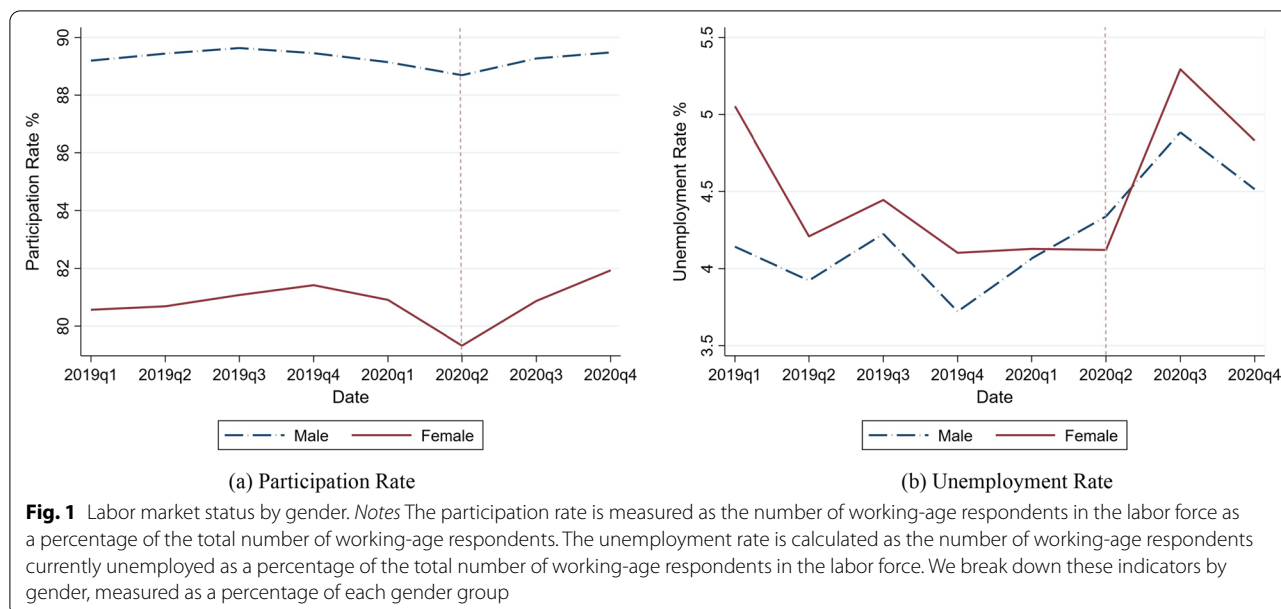 90
88
86
84
82
80
Participation Rate %
2019q1 2019q2 2019q3 2019q4 2020q1 2020q2 2020q3 2020q4
Date
Male Female
(a) Participation Rate
5.5
5
4.5
4
3.5
Unemployment Rate %
2019q1 2019q2 2019q3 2019q4 2020q1 2020q2 2020q3 2020q4
Date
Male Female
(b) Unemployment Rate
Fig. 1 Labor market status by gender. Notes The participation rate is measured as the number of working-age respondents in the labor force as
a percentage of the total number of working-age respondents. The unemployment rate is calculated as the number of working-age respondents
currently unemployed as a percentage of the total number of working-age respondents in the labor force. We break down these indicators by
gender, measured as a percentage of each gender group